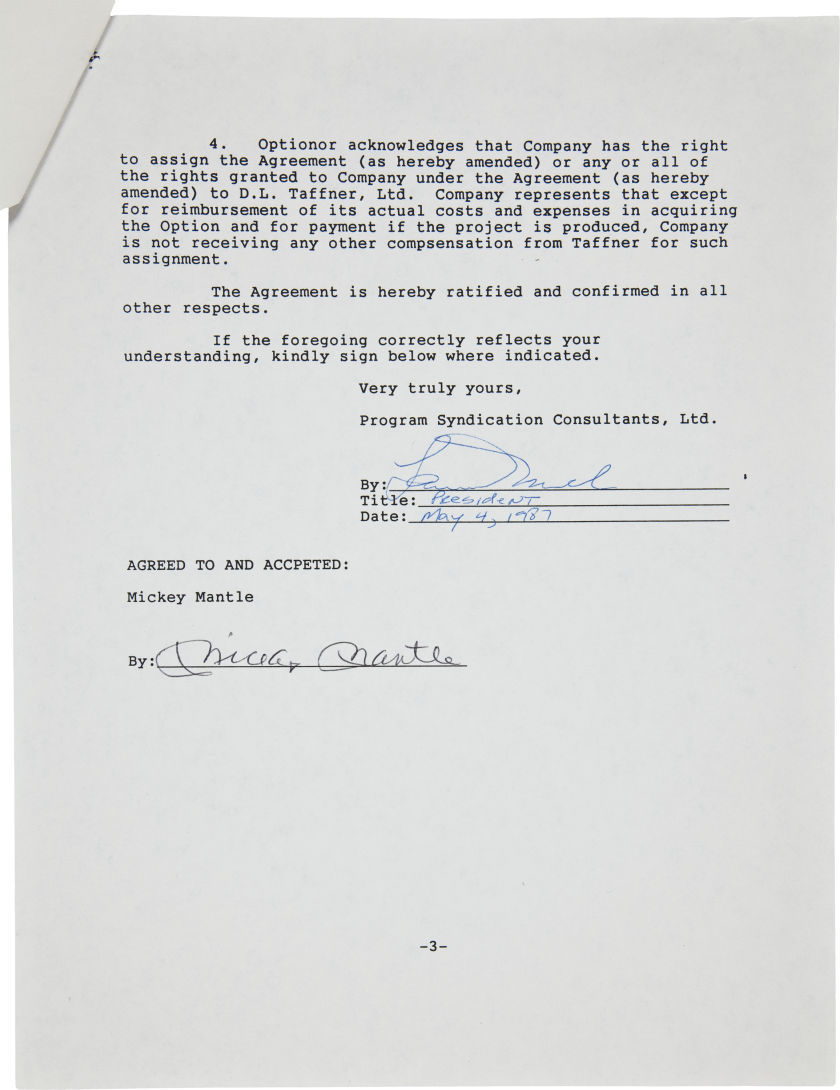 4. Optionor acknowledges that Company has the right
to assign the Agreement (as hereby amended) or any or all of
the rights granted to Company under the Agreement (as hereby
amended) to D.L. Taffner, Ltd. Company represents that except
for reimbursement of its actual costs and expenses in acquiring
the Option and for payment if the project is produced, Company
is not receiving any other compsensation from Taffner for such
assignment.
The Agreement is hereby ratified and confirmed in all
other respects.
If the foregoing correctly reflects your
understanding, kindly sign below where indicated.
Very truly yours,
Program Syndication Consultants, Ltd.
By:
Title: President
Date: May 4, 1987
AGREED TO AND ACCPETED:
Mickey Mantle
By: Mickey Mantle
-3-